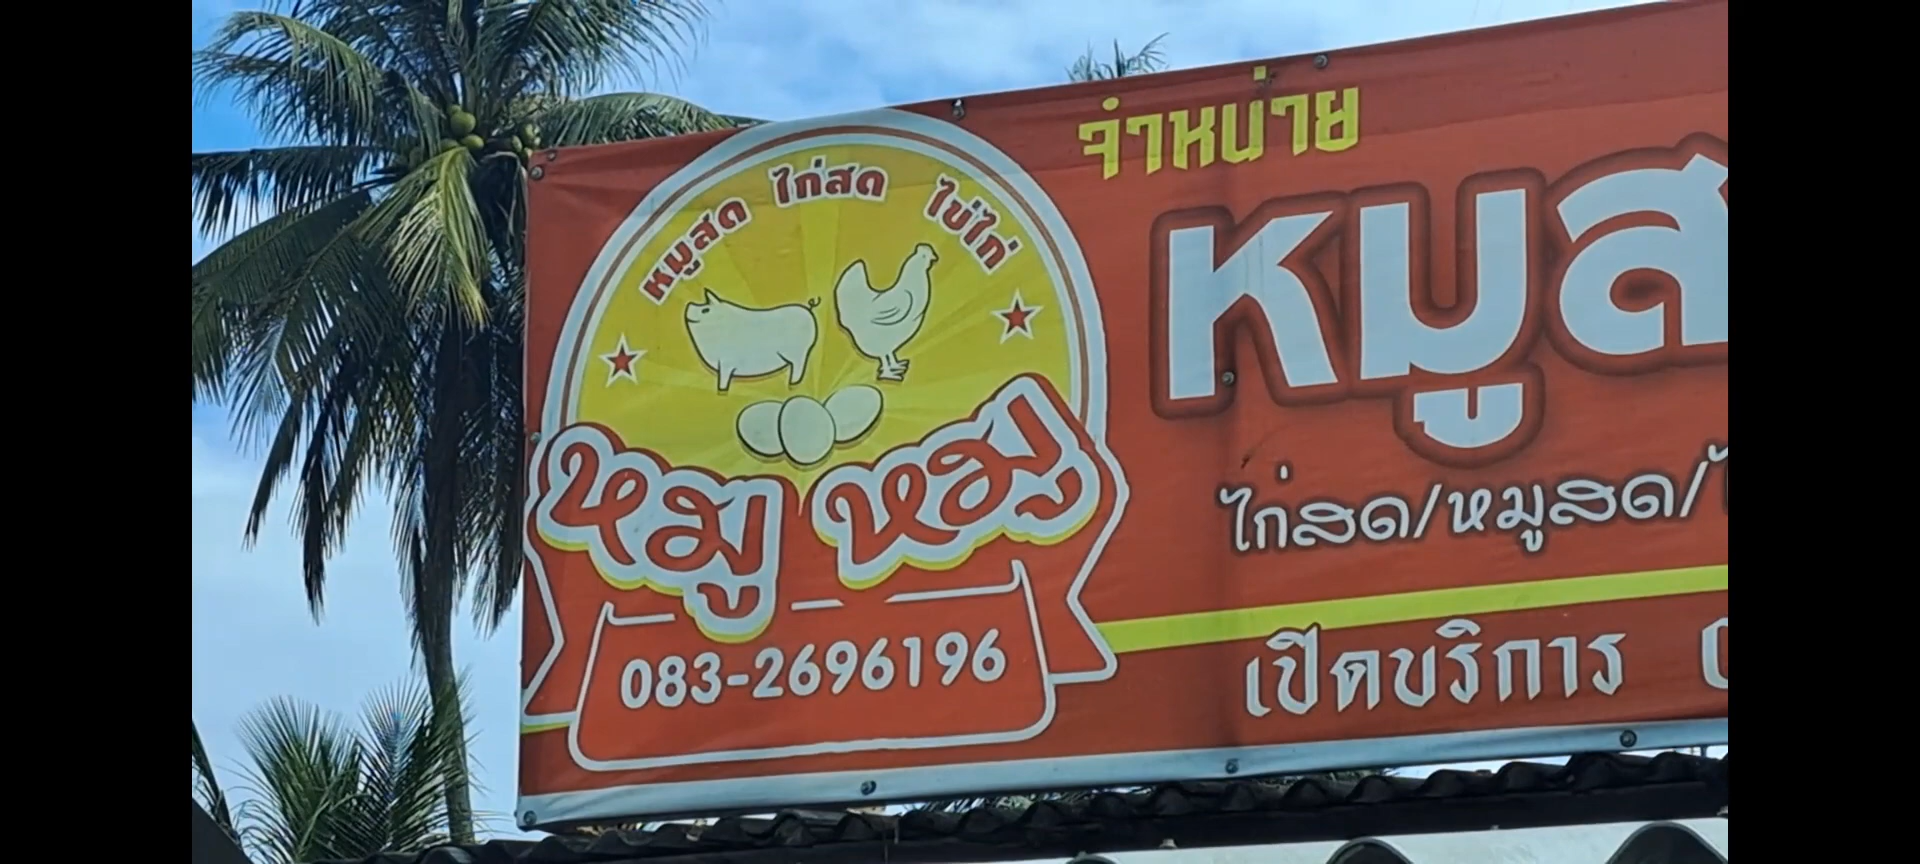 หมูสด ไก่สด ไข่ไก่
หมู หมู
083-2696196
จำหน่าย
หมูส
ไก่สด/หมูสด/
เปิดบริการ